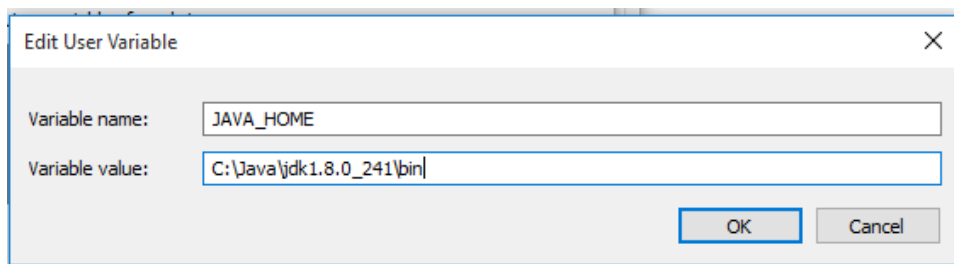 Edit User Variable
Variable name: JAVA_HOME
Variable value: C:\Java\jdk1.8.0_241\bin
OK Cancel